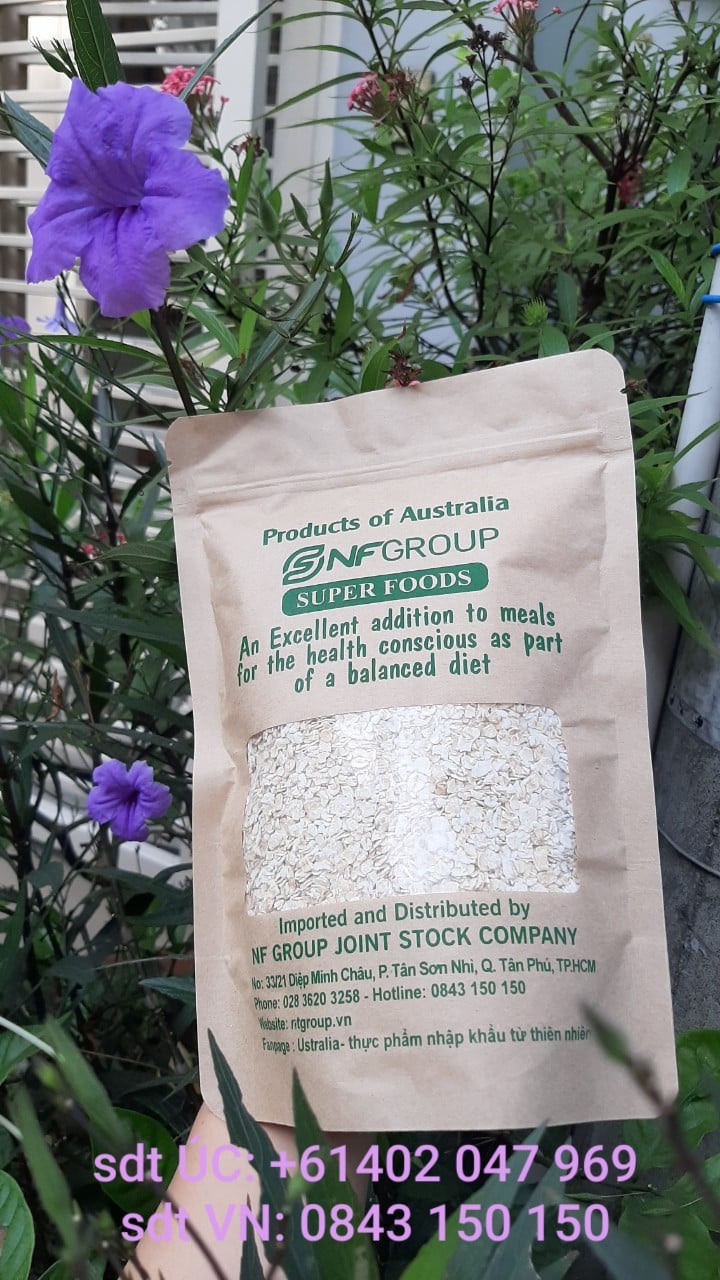 Products of Australia
NFGROUP
SUPER FOODS
An Excellent addition to meals
for the health conscious as part
of a balanced diet
Imported and Distributed by
NF GROUP JOINT STOCK COMPANY
No: 33/21 Diệp Minh Châu, P. Tân Sơn Nhì, Q. Tân Phú, TP.HCM
Phone: 028 3620 3258 - Hotline: 0843 150 150
Website: nfgroup.vn
Fanpage : Ustralia- thực phẩm nhập khẩu từ thiên nhiên
sdt ÚC: +61402 047 969
sdt VN: 0843 150 150